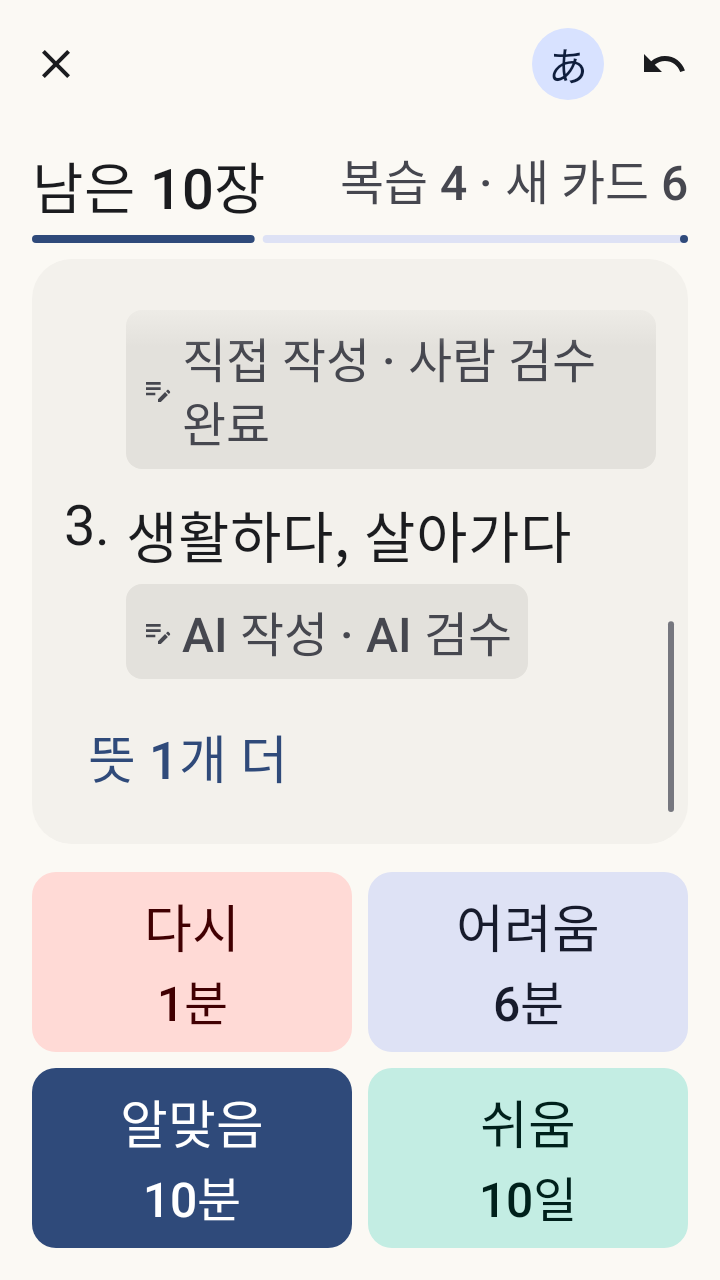 あ
남은 10장
복습 4 · 새 카드 6
직접 작성 · 사람 검수
완료
3. 생활하다, 살아가다
AI 작성 · AI 검수
뜻 1개 더
다시
1분
어려움
6분
알맞음
10분
쉬움
10일